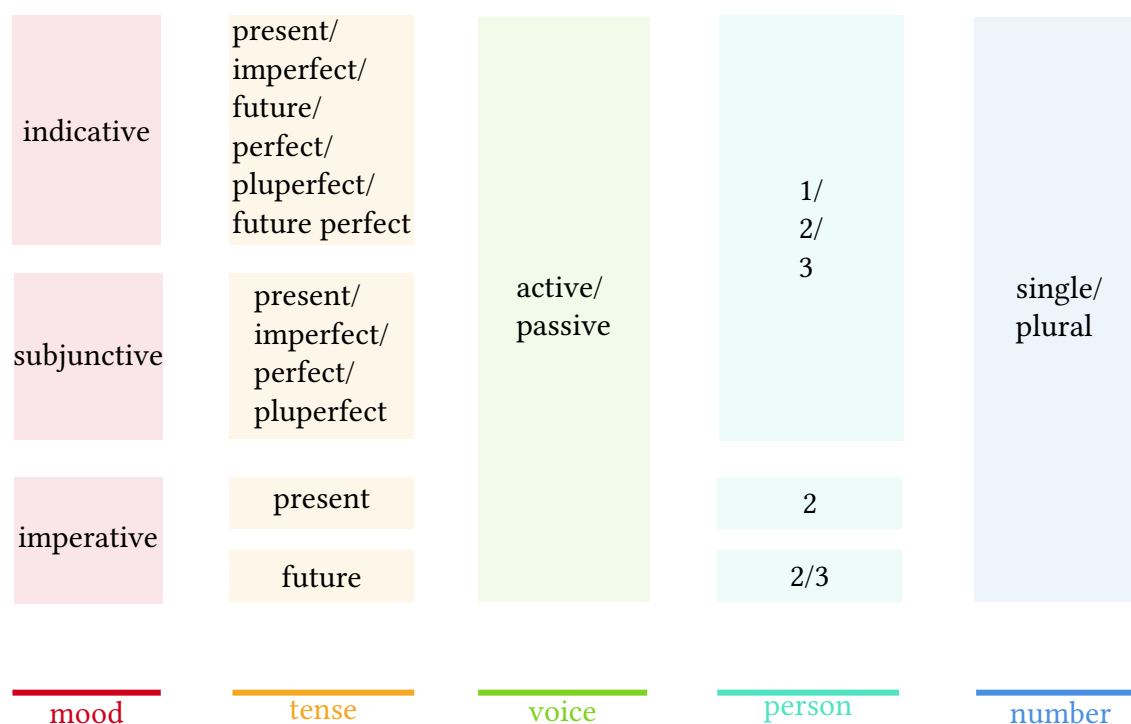 indicative
present/
imperfect/
future/
perfect/
pluperfect/
future perfect
subjunctive
present/
imperfect/
perfect/
pluperfect
imperative
present
future
active/
passive
1/
2/
3
2
2/3
single/
plural
mood
tense
voice
person
number